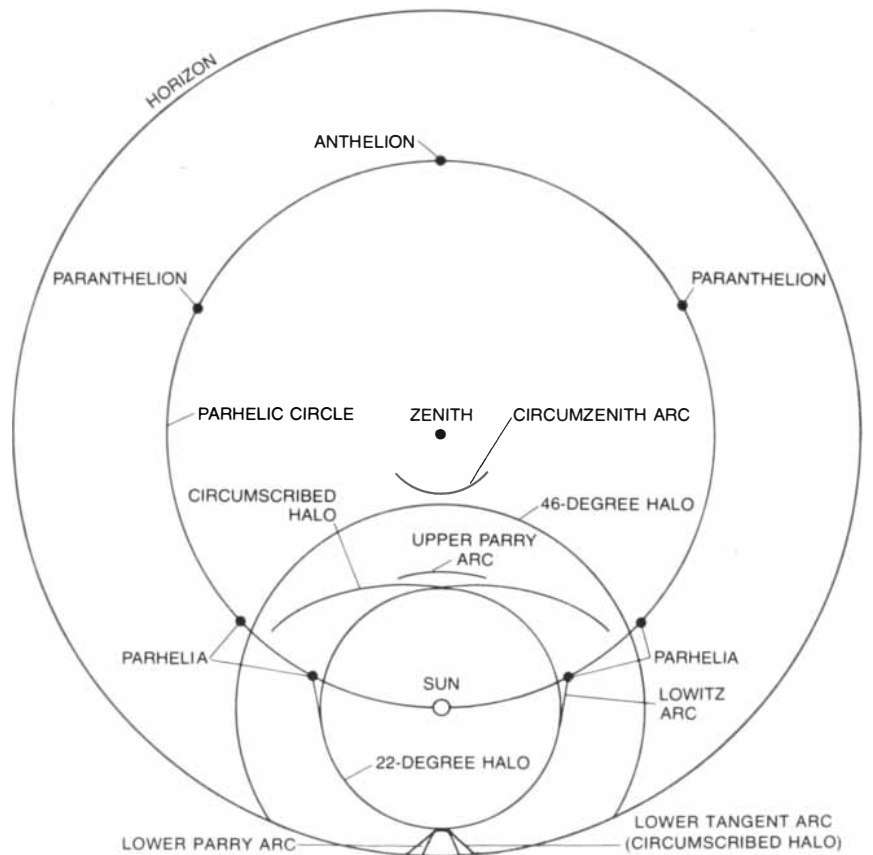 HORIZON
ANTHELION
PARANTHELION
PARANTHELION
PARHELIC CIRCLE
ZENITH
CIRCUMZENITH ARC
CIRCUMSCRIBED
HALO
46-DEGREE HALO
UPPER PARRY
ARC
PARHELIA
SUN
PARHELIA
LOWITZ
ARC
22-DEGREE HALO
LOWER PARRY ARC
LOWER TANGENT ARC
(CIRCUMSCRIBED HALO)